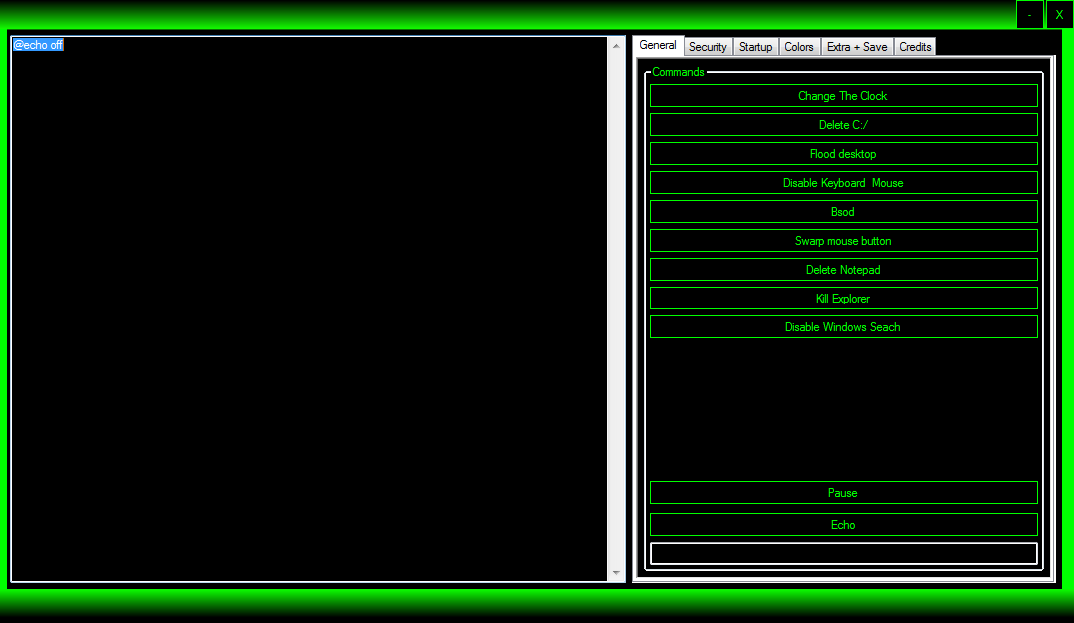 - X
@echo off
General Security Startup Colors Extra + Save Credits
Commands
Change The Clock
Delete C:/
Flood desktop
Disable Keyboard Mouse
Bsod
Swarp mouse button
Delete Notepad
Kill Explorer
Disable Windows Seach
Pause
Echo